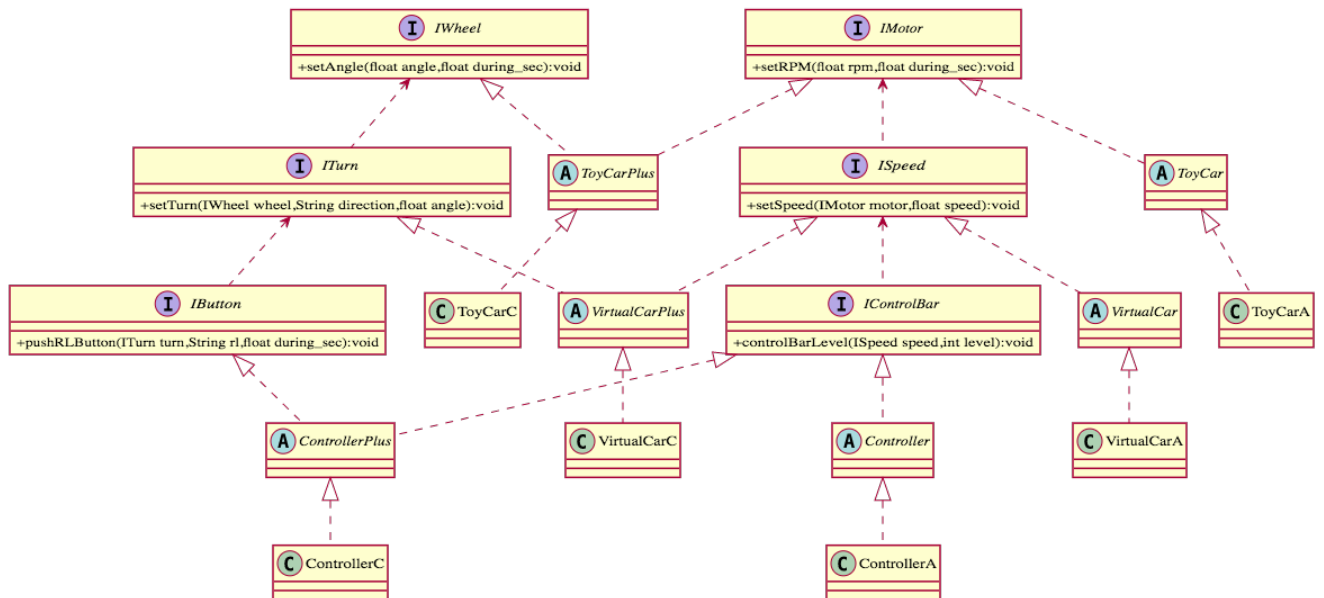 I IWheel
+setAngle(float angle,float during_sec):void
I IMotor
+setRPM(float rpm,float during_sec):void
I ITurn
+setTurn(IWheel wheel,String direction,float angle):void
A ToyCarPlus
I ISpeed
+setSpeed(IMotor motor,float speed):void
A ToyCar
I IButton
+pushRLButton(ITurn turn,String rl,float during_sec):void
C ToyCarC
A VirtualCarPlus
I IControlBar
+controlBarLevel(ISpeed speed,int level):void
A VirtualCar
C ToyCarA
A ControllerPlus
C VirtualCarC
A Controller
C VirtualCarA
C ControllerC
C ControllerA